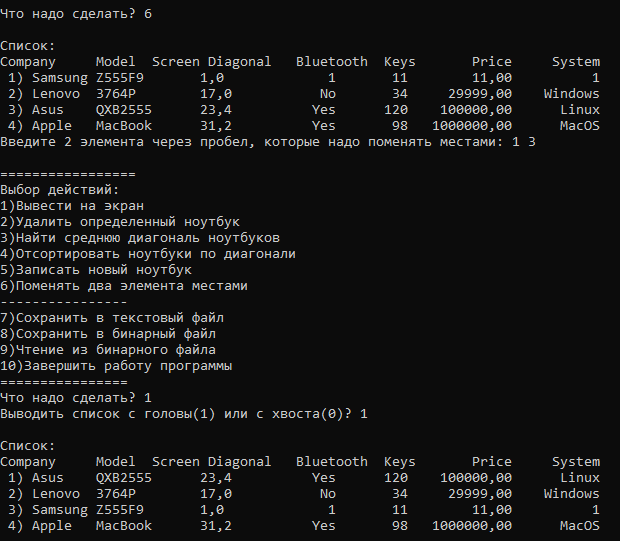 Что надо сделать? 6
Список:
Company     Model  Screen Diagonal   Bluetooth  Keys       Price     System
 1) Samsung Z555F9       1,0             1       11       11,00          1
 2) Lenovo  3764P       17,0            No       34    29999,00    Windows
 3) Asus    QXB2555     23,4           Yes      120   100000,00      Linux
 4) Apple   MacBook     31,2           Yes       98  1000000,00      MacOS
Введите 2 элемента через пробел, которые надо поменять местами: 1 3
=================
Выбор действий:
1)Вывести на экран
2)Удалить определенный ноутбук
3)Найти среднюю диагональ ноутбуков
4)Отсортировать ноутбуки по диагонали
5)Записать новый ноутбук
6)Поменять два элемента местами
----------------
7)Сохранить в текстовый файл
8)Сохранить в бинарный файл
9)Чтение из бинарного файла
10)Завершить работу программы
================
Что надо сделать? 1
Выводить список с головы(1) или с хвоста(0)? 1
Список:
Company     Model  Screen Diagonal   Bluetooth  Keys       Price     System
 1) Asus    QXB2555     23,4           Yes      120   100000,00      Linux
 2) Lenovo  3764P       17,0            No       34    29999,00    Windows
 3) Samsung Z555F9       1,0             1       11       11,00          1
 4) Apple   MacBook     31,2           Yes       98  1000000,00      MacOS